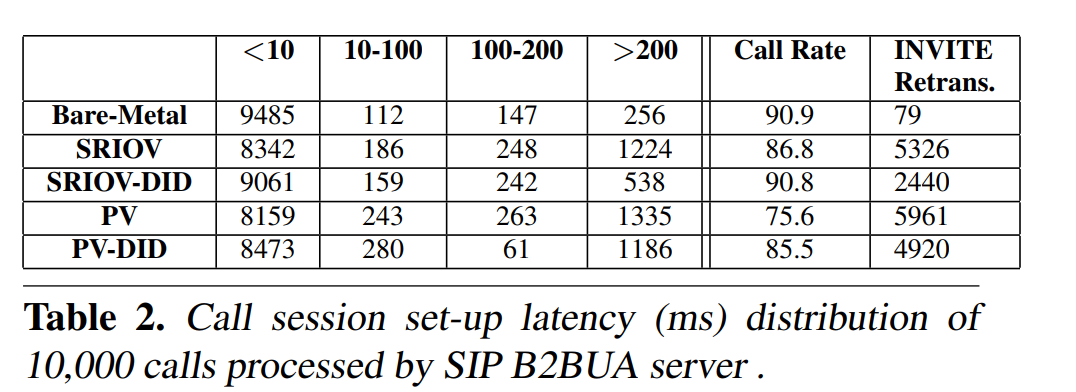 <10 10-100 100-200 >200 Call Rate INVITE
Retrans.
Bare-Metal 9485 112 147 256 90.9 79
SRIOV 8342 186 248 1224 86.8 5326
SRIOV-DID 9061 159 242 538 90.8 2440
PV 8159 243 263 1335 75.6 5961
PV-DID 8473 280 61 1186 85.5 4920
Table 2. Call session set-up latency (ms) distribution of
10,000 calls processed by SIP B2BUA server .